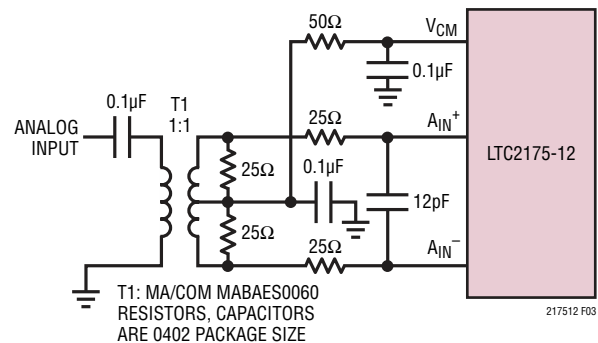 50Ω
VCM
0.1µF
0.1µF
T1
1:1
ANALOG
INPUT
25Ω
AIN+
25Ω
0.1µF
LTC2175-12
12pF
25Ω
25Ω
AIN–
T1: MA/COM MABAES0060
RESISTORS, CAPACITORS
ARE 0402 PACKAGE SIZE
217512 F03